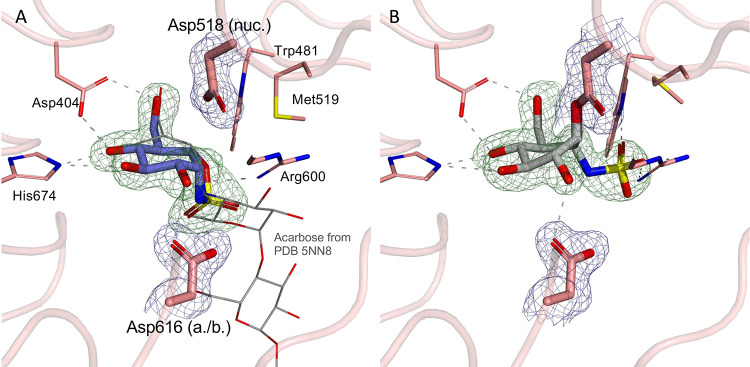 A
Asp518 (nuc.)
Trp481
Asp404
Met519
His674
Arg600
Acarbose from
PDB 5NN8
Asp616 (a./b.)
B